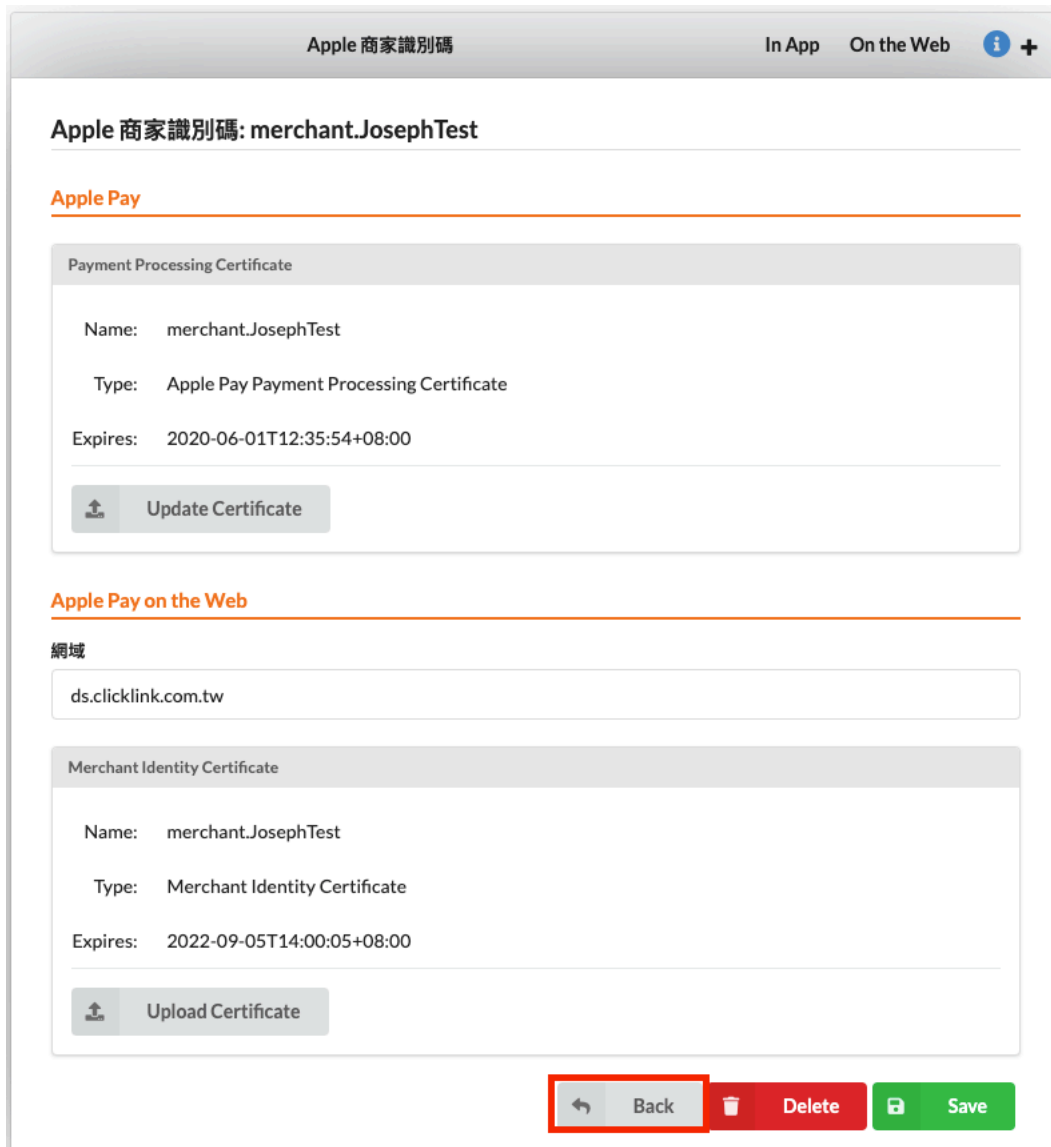 Apple 商家識別碼 In App On the Web
Apple 商家識別碼: merchant.JosephTest
Apple Pay
Payment Processing Certificate
Name: merchant.JosephTest
Type: Apple Pay Payment Processing Certificate
Expires: 2020-06-01T12:35:54+08:00
Update Certificate
Apple Pay on the Web
網域
ds.clicklink.com.tw
Merchant Identity Certificate
Name: merchant.JosephTest
Type: Merchant Identity Certificate
Expires: 2022-09-05T14:00:05+08:00
Upload Certificate
Back Delete Save